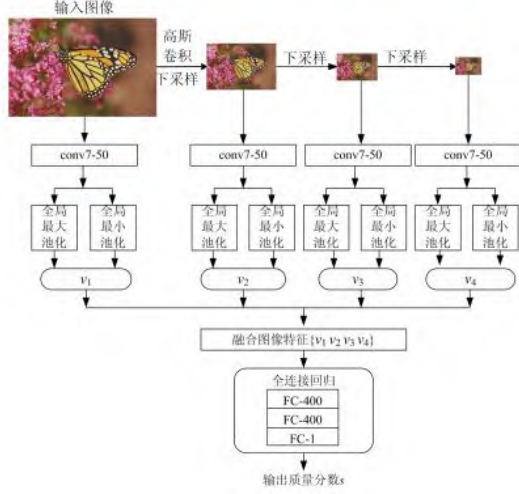 输入图像
高斯
卷积
下采样
下采样
下采样
conv7-50
conv7-50
conv7-50
conv7-50
全局
最大
池化
全局
最小
池化
全局
最大
池化
全局
最小
池化
全局
最大
池化
全局
最小
池化
全局
最大
池化
全局
最小
池化
v₁
v₂
v₃
v₄
融合图像特征{v₁ v₂ v₃ v₄}
全连接回归
FC-400
FC-400
FC-1
输出质量分数s